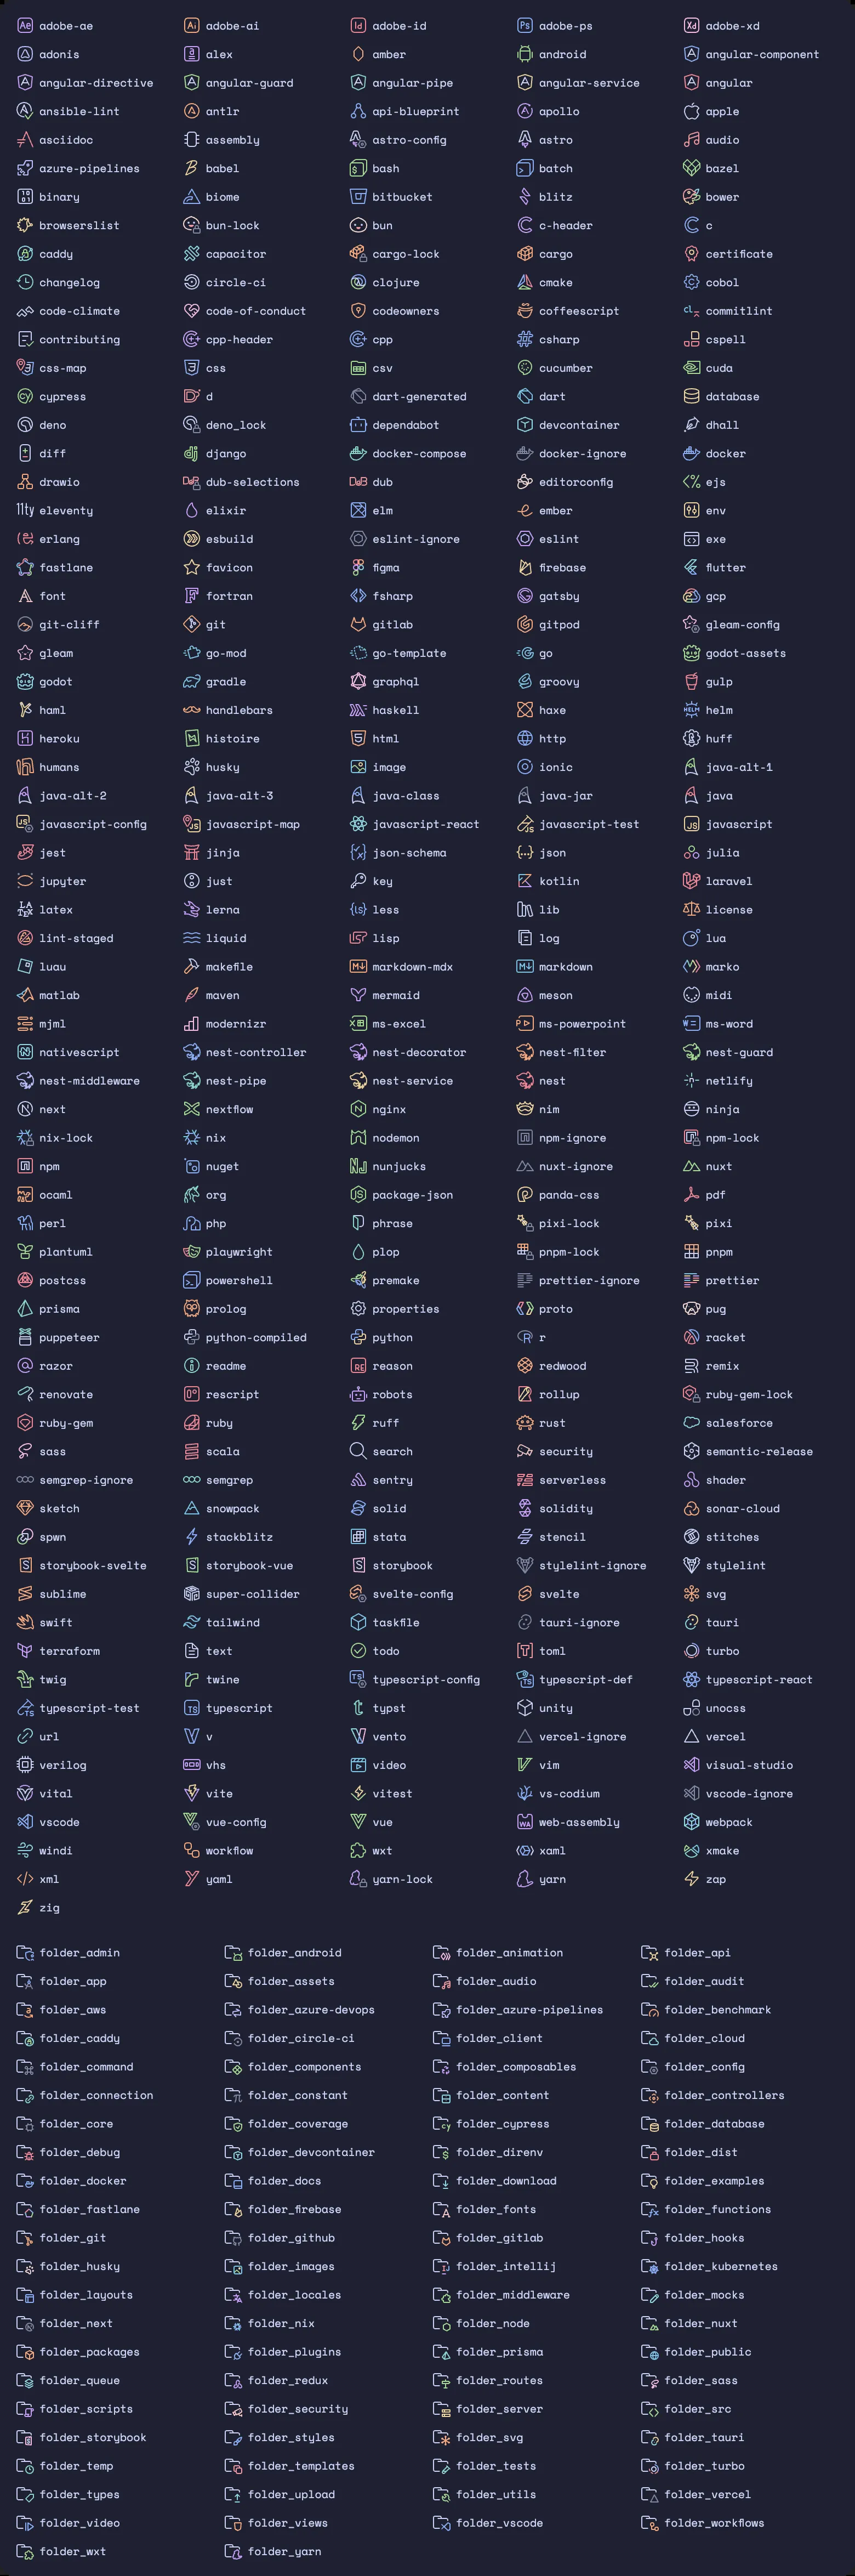 adobe-ae adobe-ai adobe-id adobe-ps adobe-xd
adonis alex amber android angular-component
angular-directive angular-guard angular-pipe angular-service angular
ansible-lint antlr api-blueprint apollo apple
asciidoc assembly astro-config astro audio
azure-pipelines babel bash batch bazel
binary biome bitbucket blitz bower
browserslist bun-lock bun c-header c
caddy capacitor cargo-lock cargo certificate
changelog circle-ci clojure cmake cobol
code-climate code-of-conduct codeowners coffeescript commitlint
contributing cpp-header cpp csharp cspell
css-map css csv cucumber cuda
cypress d dart-generated dart database
deno deno_lock dependabot devcontainer dhall
diff django docker-compose docker-ignore docker
drawio dub-selections dub editorconfig ejs
eleventy elixir elm ember env
erlang esbuild eslint-ignore eslint exe
fastlane favicon figma firebase flutter
font fortran fsharp gatsby gcp
git-cliff git gitlab gitpod gleam-config
gleam go-mod go-template go godot-assets
godot gradle graphql groovy gulp
haml handlebars haskell haxe helm
heroku histoire html http huff
humans husky image ionic java-alt-1
java-alt-2 java-alt-3 java-class java-jar java
javascript-config javascript-map javascript-react javascript-test javascript
jest jinja json-schema json julia
jupyter just key kotlin laravel
latex lerna less lib license
lint-staged liquid lisp log lua
luau makefile markdown-mdx markdown marko
matlab maven mermaid meson midi
mjml modernizr ms-excel ms-powerpoint ms-word
nativescript nest-controller nest-decorator nest-filter nest-guard
nest-middleware nest-pipe nest-service nest netlify
next nextflow nginx nim ninja
nix-lock nix nodemon npm-ignore npm-lock
npm nuget nunjucks nuxt-ignore nuxt
ocaml org package-json panda-css pdf
perl php phrase pixi-lock pixi
plantuml playwright plop pnpm-lock pnpm
postcss powershell premake prettier-ignore prettier
prisma prolog properties proto pug
puppeteer python-compiled python r racket
razor readme reason redwood remix
renovate rescript robots rollup ruby-gem-lock
ruby-gem ruby ruff rust salesforce
sass scala search security semantic-release
semgrep-ignore semgrep sentry serverless shader
sketch snowpack solid solidity sonar-cloud
spwn stackblitz stata stencil stitches
storybook-svelte storybook-vue storybook stylelint-ignore stylelint
sublime super-collider svelte-config svelte svg
swift tailwind taskfile tauri-ignore tauri
terraform text todo toml turbo
twig twine typescript-config typescript-def typescript-react
typescript-test typescript typst unity unocss
url v vento vercel-ignore vercel
verilog vhs video vim visual-studio
vital vite vitest vs-codium vscode-ignore
vscode vue-config vue web-assembly webpack
windi workflow wxt xaml xmake
xml yaml yarn-lock yarn zap
zig
folder_admin folder_android folder_animation folder_api
folder_app folder_assets folder_audio folder_audit
folder_aws folder_azure-devops folder_azure-pipelines folder_benchmark
folder_caddy folder_circle-ci folder_client folder_cloud
folder_command folder_components folder_composables folder_config
folder_connection folder_constant folder_content folder_controllers
folder_core folder_coverage folder_cypress folder_database
folder_debug folder_devcontainer folder_direnv folder_dist
folder_docker folder_docs folder_download folder_examples
folder_fastlane folder_firebase folder_fonts folder_functions
folder_git folder_github folder_gitlab folder_hooks
folder_husky folder_images folder_intellij folder_kubernetes
folder_layouts folder_locales folder_middleware folder_mocks
folder_next folder_nix folder_node folder_nuxt
folder_packages folder_plugins folder_prisma folder_public
folder_queue folder_redux folder_routes folder_sass
folder_scripts folder_security folder_server folder_src
folder_storybook folder_styles folder_svg folder_tauri
folder_temp folder_templates folder_tests folder_turbo
folder_types folder_upload folder_utils folder_vercel
folder_video folder_views folder_vscode folder_workflows
folder_wxt folder_yarn